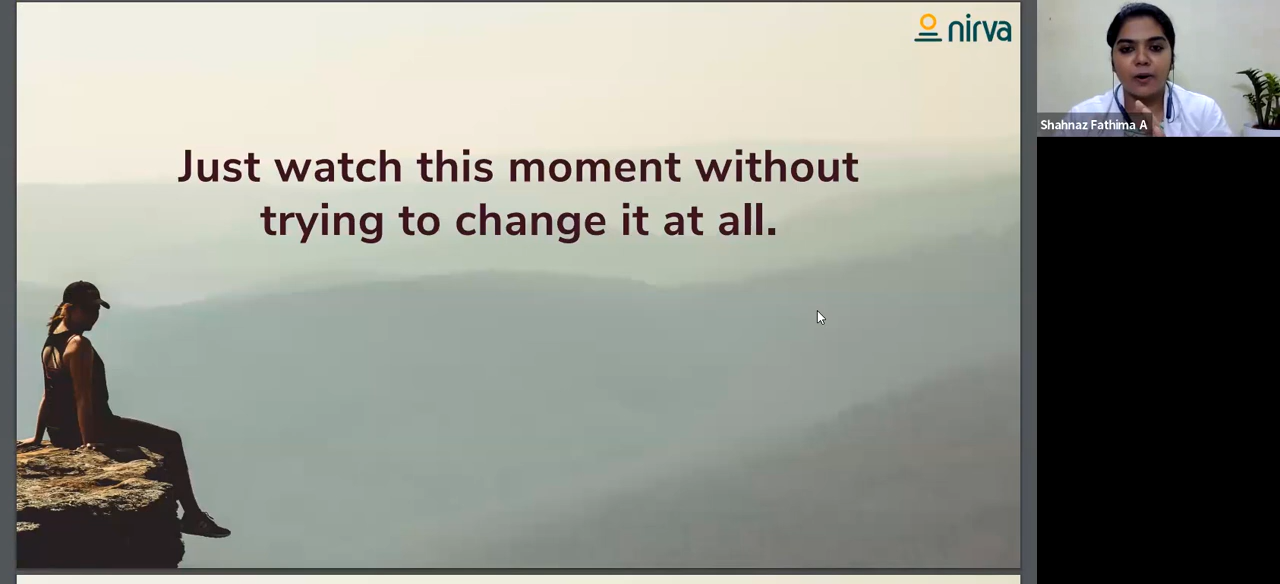 nirva
Just watch this moment without
trying to change it at all.
Shahnaz Fathima A